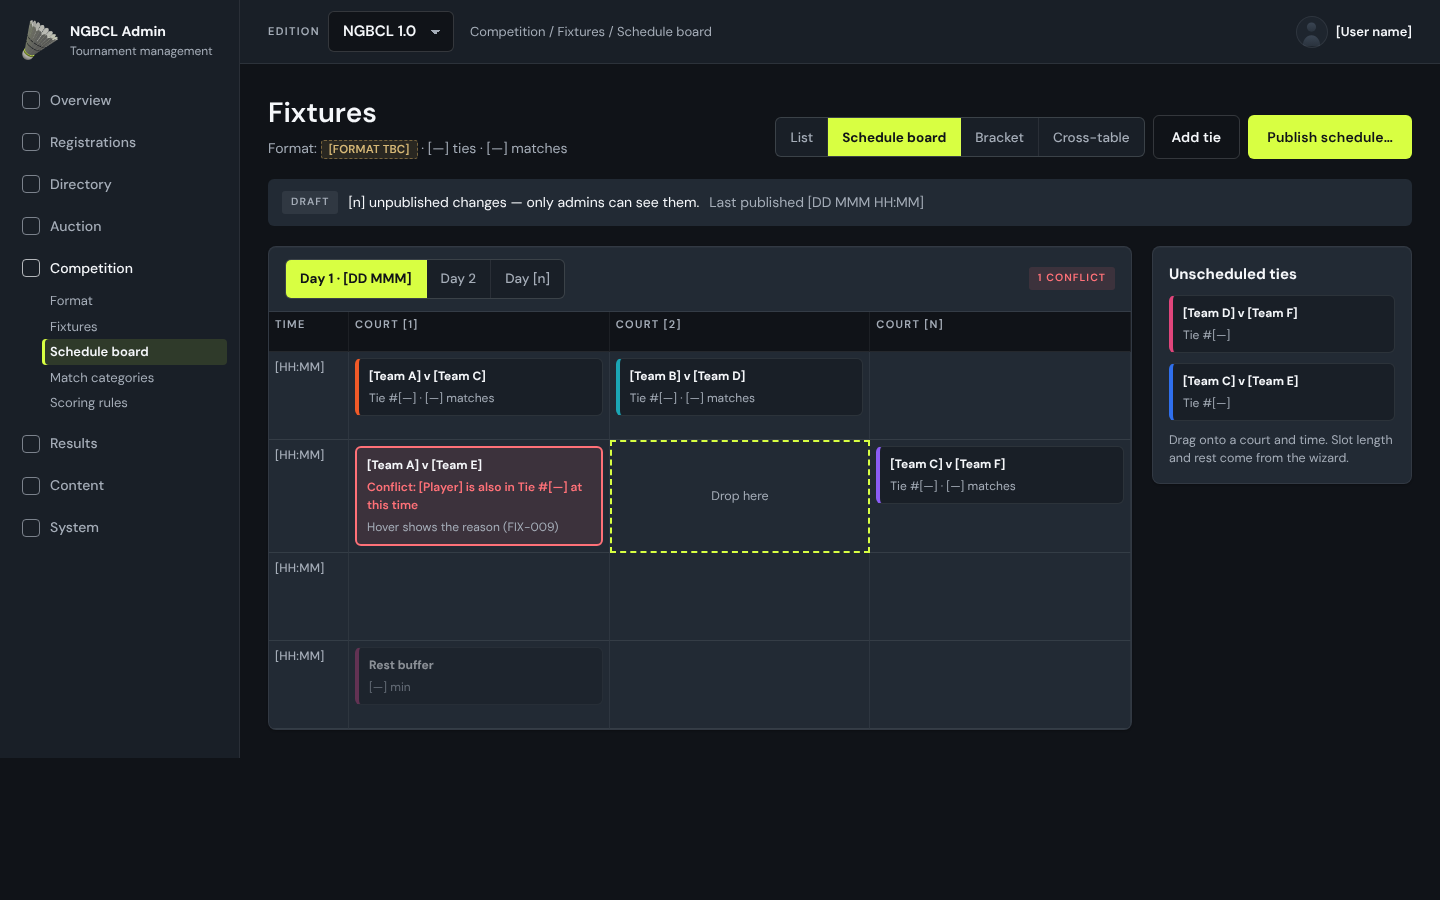 NGBCL Admin
Tournament management
Overview
Registrations
Directory
Auction
Competition
Format
Fixtures
Schedule board
Match categories
Scoring rules
Results
Content
System
EDITION
NGBCL 1.0
Competition / Fixtures / Schedule board
[User name]
Fixtures
Format: [FORMAT TBC] · [—] ties · [—] matches
List
Schedule board
Bracket
Cross-table
Add tie
Publish schedule…
DRAFT
[n] unpublished changes — only admins can see them. Last published [DD MMM HH:MM]
Day 1 · [DD MMM]
Day 2
Day [n]
1 CONFLICT
TIME
COURT [1]
COURT [2]
COURT [N]
[HH:MM]
[Team A] v [Team C]
Tie #[—] · [—] matches
[Team B] v [Team D]
Tie #[—] · [—] matches
[HH:MM]
[Team A] v [Team E]
Conflict: [Player] is also in Tie #[—] at
this time
Hover shows the reason (FIX-009)
Drop here
[Team C] v [Team F]
Tie #[—] · [—] matches
[HH:MM]
[HH:MM]
Rest buffer
[—] min
Unscheduled ties
[Team D] v [Team F]
Tie #[—]
[Team C] v [Team E]
Tie #[—]
Drag onto a court and time. Slot length
and rest come from the wizard.